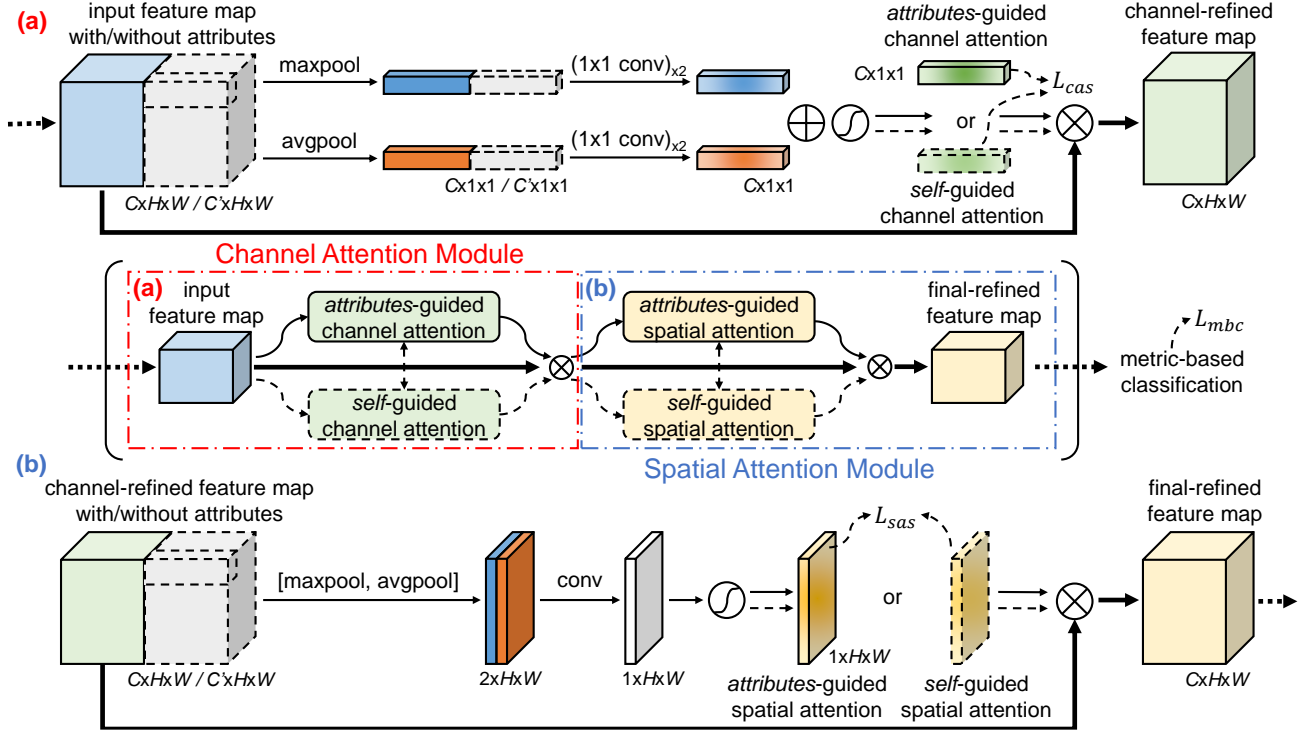 (a)
input feature map
with/without attributes
maxpool
(1x1 conv)x2
avgpool
(1x1 conv)x2
CxHxW / C'xHxW
Cx1x1 / C'x1x1
Cx1x1
attributes-guided
channel attention
Cx1x1
Lcas
or
self-guided
channel attention
channel-refined
feature map
CxHxW
Channel Attention Module
(a)
input
feature map
attributes-guided
channel attention
self-guided
channel attention
(b)
attributes-guided
spatial attention
self-guided
spatial attention
final-refined
feature map
Lmbc
metric-based
classification
Spatial Attention Module
(b)
channel-refined feature map
with/without attributes
CxHxW / C'xHxW
[maxpool, avgpool]
2xHxW
conv
1xHxW
Lsas
or
1xHxW
attributes-guided
spatial attention
self-guided
spatial attention
final-refined
feature map
CxHxW